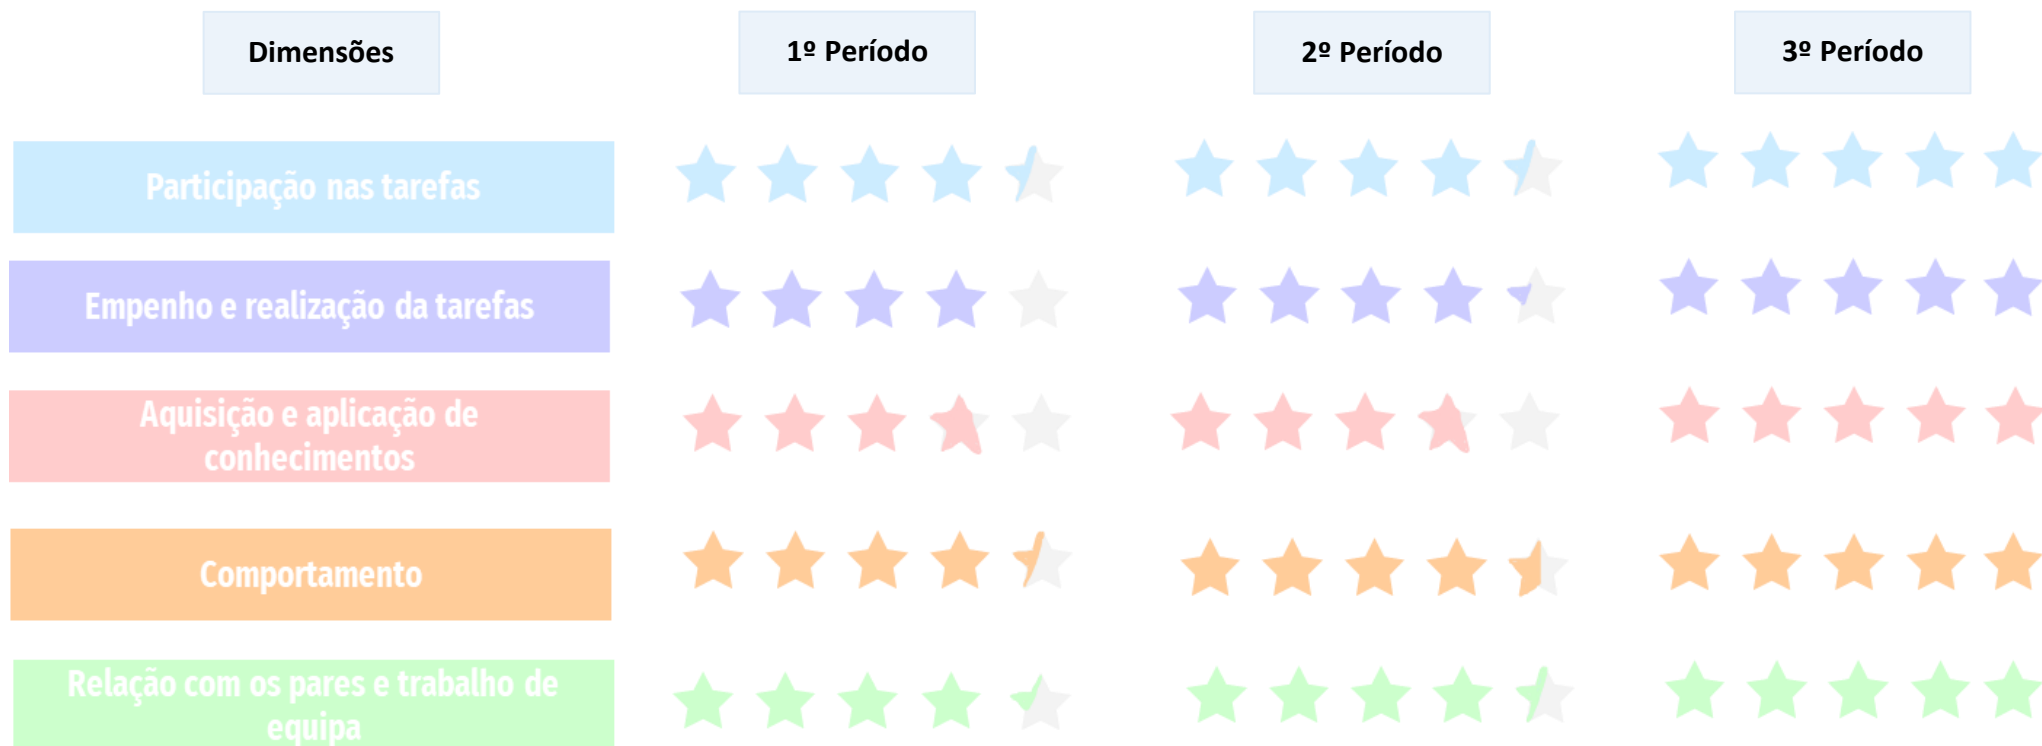 Dimensões
1º Período
2º Período
3º Período
Participação nas tarefas
Empenho e realização da tarefas
Aquisição e aplicação de
conhecimentos
Comportamento
Relação com os pares e trabalho de
equipa